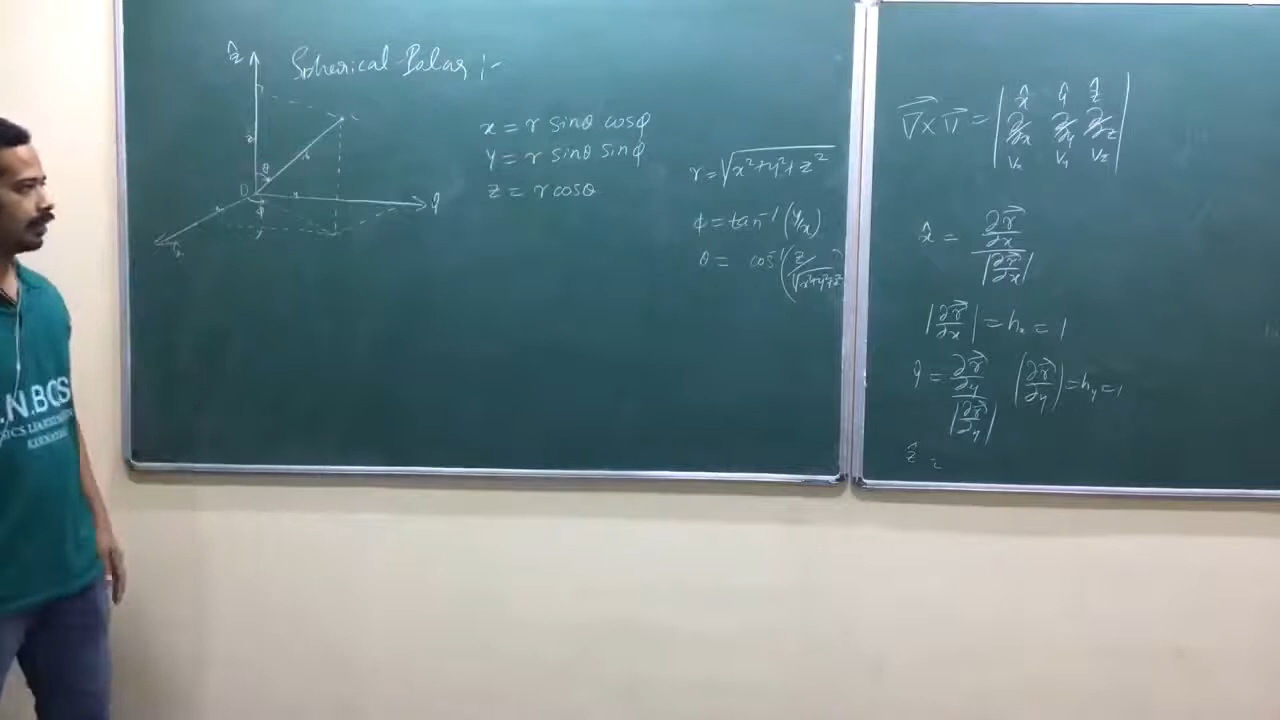 Spherical Polar :-
ẑ
z
θ
r
O
φ
ŷ
x̂
x = r sinθ cosφ
y = r sinθ sinφ
z = r cosθ
r = √(x²+y²+z²)
φ = tan⁻¹(y/x)
θ = cos⁻¹(z/√(x²+y²+z²))
∇⃗ × V⃗ = | x̂ ŷ ẑ |
| ∂/∂x ∂/∂y ∂/∂z |
| Vx Vy Vz |
x̂ = (∂r⃗/∂x) / |∂r⃗/∂x|
|∂r⃗/∂x| = hx = 1
ŷ = (∂r⃗/∂y) / |∂r⃗/∂y| |∂r⃗/∂y| = hy = 1
ẑ =
.N.BOSE